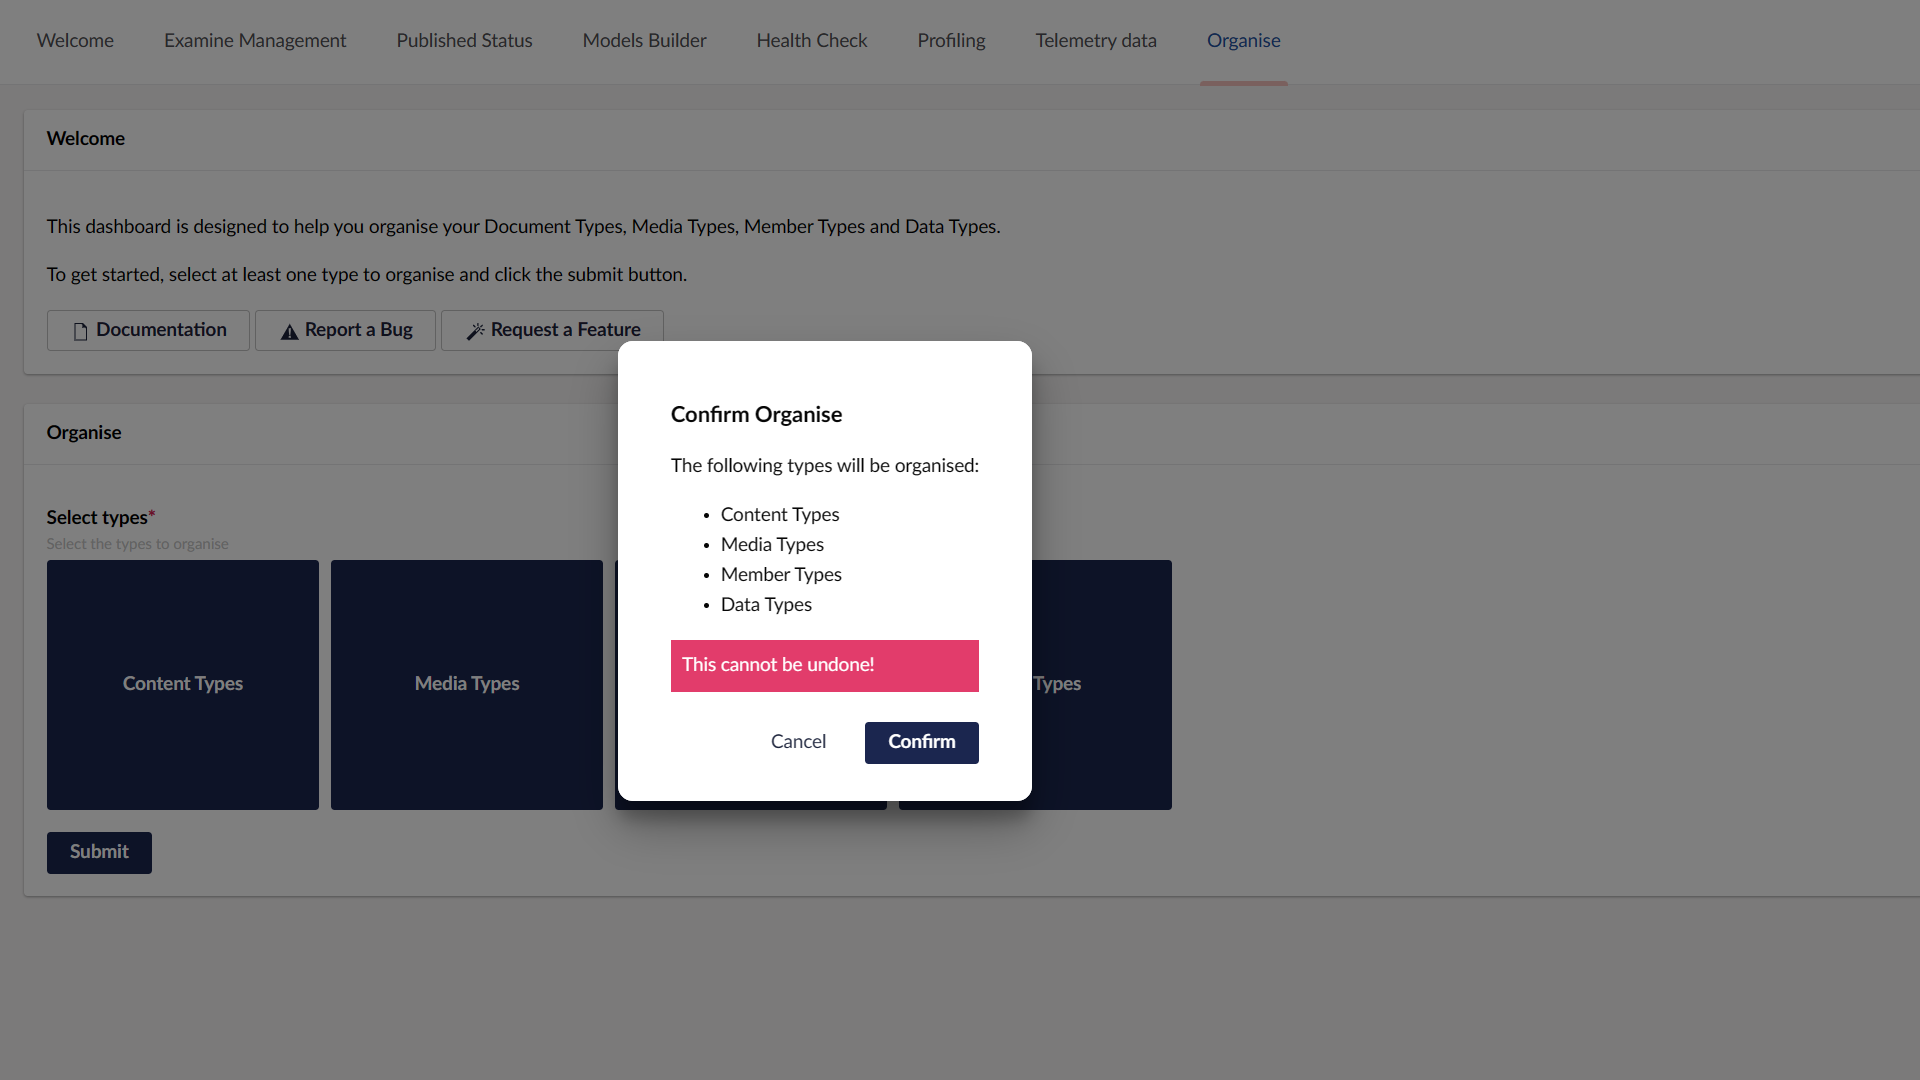 Welcome
Examine Management
Published Status
Models Builder
Health Check
Profiling
Telemetry data
Organise
Welcome
This dashboard is designed to help you organise your Document Types, Media Types, Member Types and Data Types.
To get started, select at least one type to organise and click the submit button.
Documentation
Report a Bug
Request a Feature
Organise
Select types*
Select the types to organise
Content Types
Media Types
Types
Submit
Confirm Organise
The following types will be organised:
• Content Types
• Media Types
• Member Types
• Data Types
This cannot be undone!
Cancel
Confirm